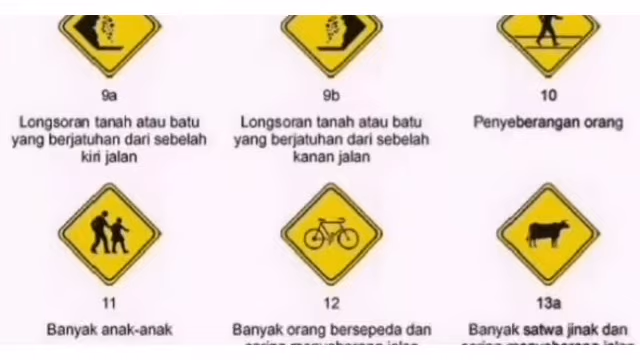 9a
Longsoran tanah atau batu
yang berjatuhan dari sebelah
kiri jalan
9b
Longsoran tanah atau batu
yang berjatuhan dari sebelah
kanan jalan
10
Penyeberangan orang
11
Banyak anak-anak
12
Banyak orang bersepeda dan
13a
Banyak satwa jinak dan